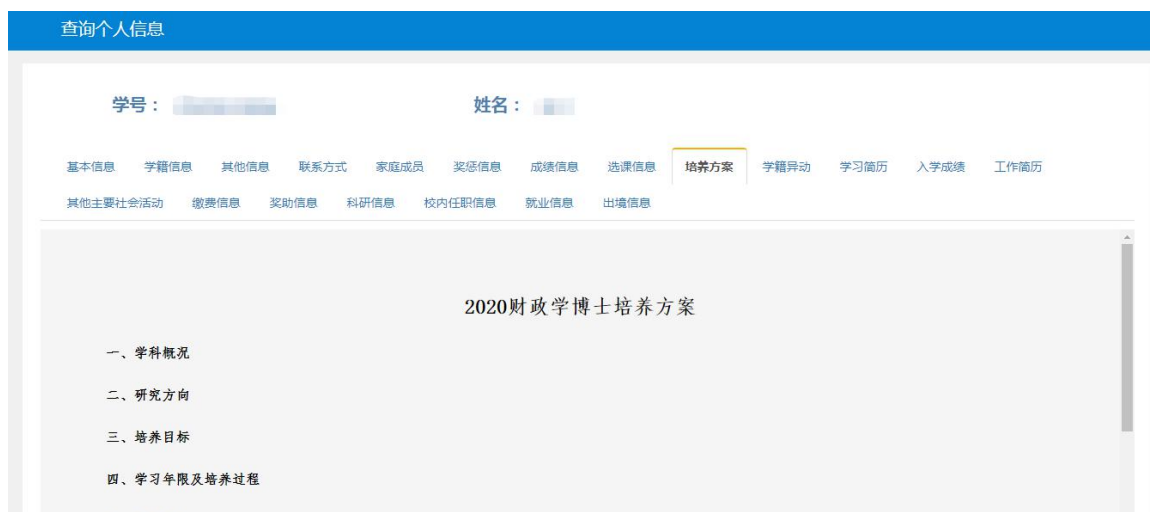 查询个人信息
学号： 姓名：
基本信息 学籍信息 其他信息 联系方式 家庭成员 奖惩信息 成绩信息 选课信息 培养方案 学籍异动 学习简历 入学成绩 工作简历
其他主要社会活动 缴费信息 奖助信息 科研信息 校内任职信息 就业信息 出境信息
2020财政学博士培养方案
一、学科概况
二、研究方向
三、培养目标
四、学习年限及培养过程